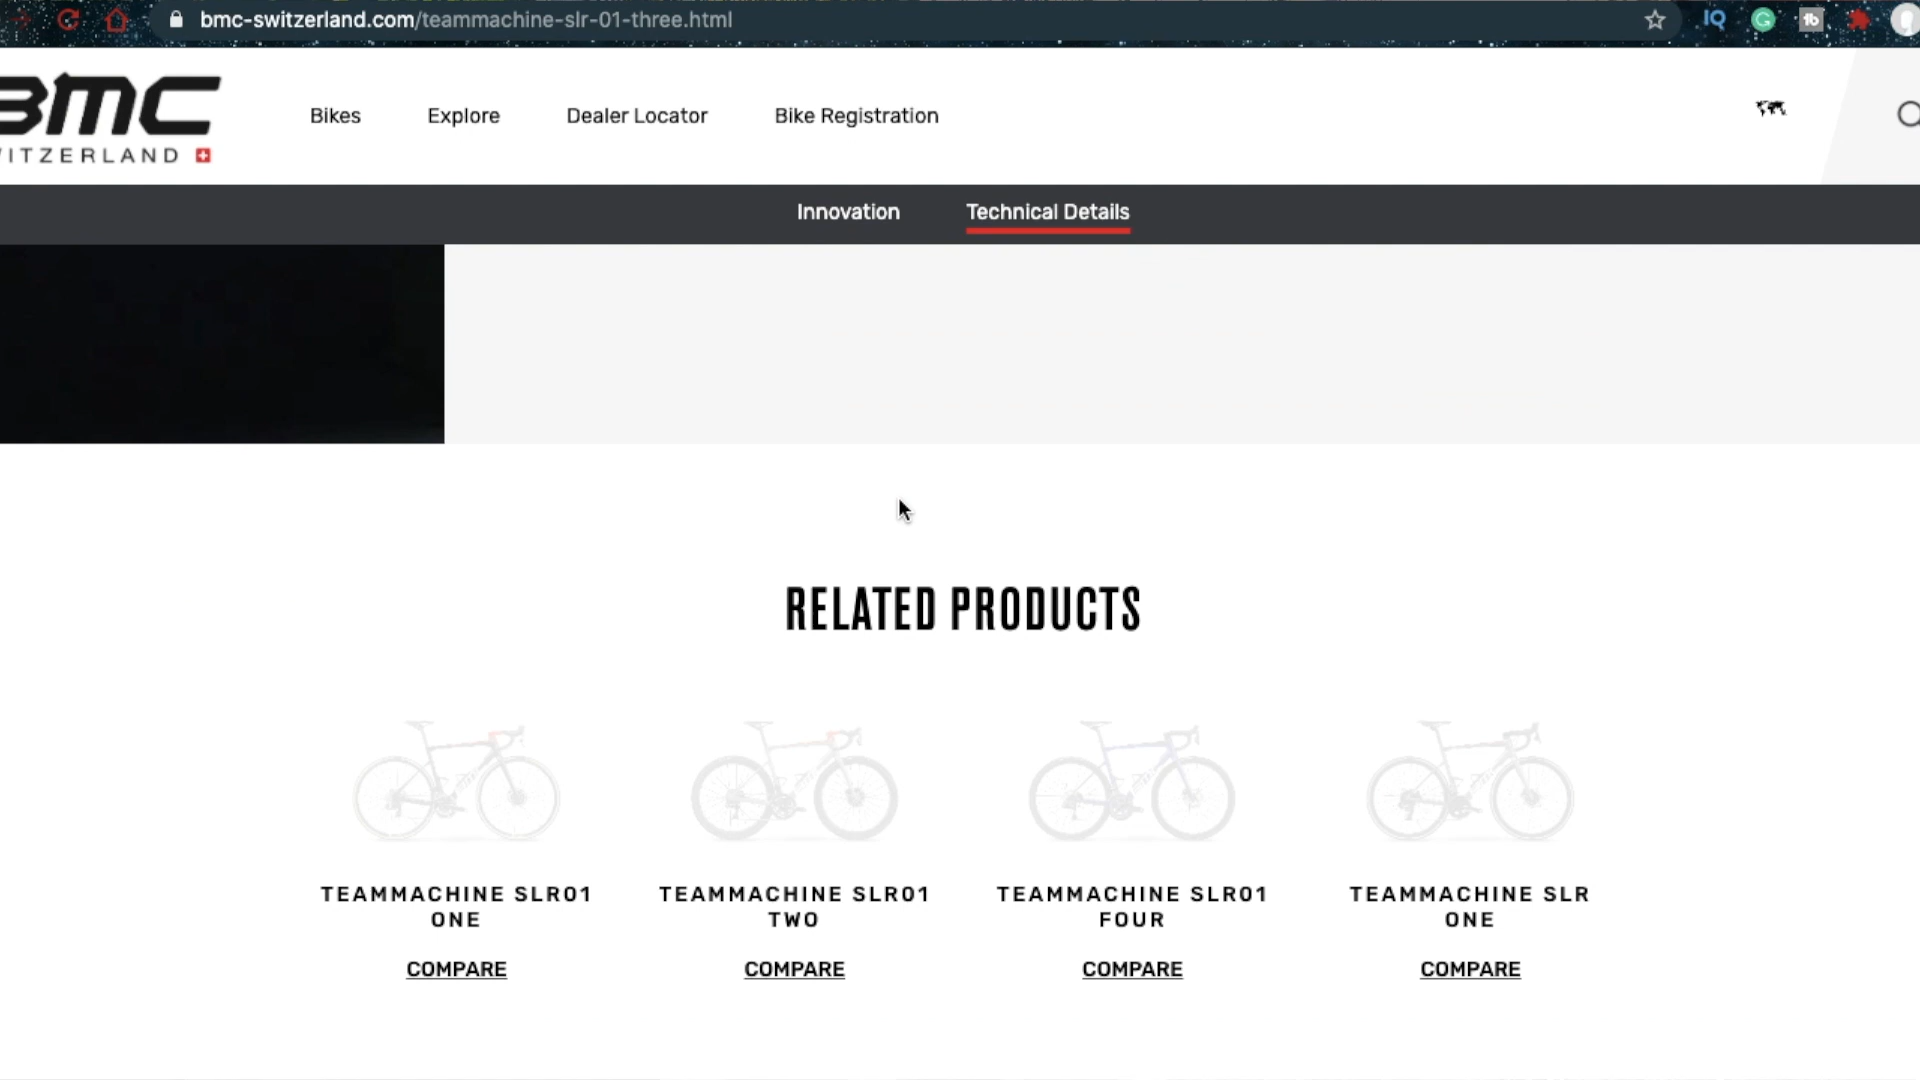 bmc-switzerland.com/teammachine-slr-01-three.html
IQ
G
BMC
Bikes
Explore
Dealer Locator
Bike Registration
ITZERLAND
Innovation
Technical Details
RELATED PRODUCTS
TEAMMACHINE SLR01
ONE
COMPARE
TEAMMACHINE SLR01
TWO
COMPARE
TEAMMACHINE SLR01
FOUR
COMPARE
TEAMMACHINE SLR
ONE
COMPARE